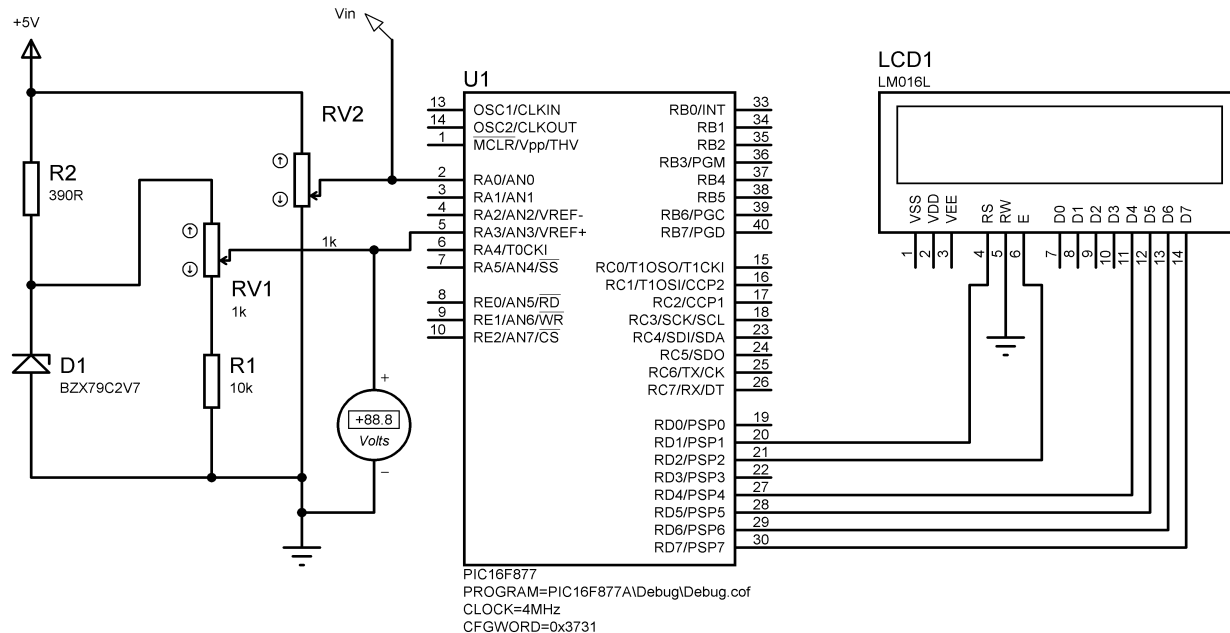 +5V
Vin
R2
390R
RV2
RV1
1k
1k
D1
BZX79C2V7
R1
10k
+88.8
Volts
+
–
U1
13 OSC1/CLKIN
14 OSC2/CLKOUT
1 MCLR/Vpp/THV
2 RA0/AN0
3 RA1/AN1
4 RA2/AN2/VREF-
5 RA3/AN3/VREF+
6 RA4/T0CKI
7 RA5/AN4/SS
8 RE0/AN5/RD
9 RE1/AN6/WR
10 RE2/AN7/CS
RB0/INT 33
RB1 34
RB2 35
RB3/PGM 36
RB4 37
RB5 38
RB6/PGC 39
RB7/PGD 40
RC0/T1OSO/T1CKI 15
RC1/T1OSI/CCP2 16
RC2/CCP1 17
RC3/SCK/SCL 18
RC4/SDI/SDA 23
RC5/SDO 24
RC6/TX/CK 25
RC7/RX/DT 26
RD0/PSP0 19
RD1/PSP1 20
RD2/PSP2 21
RD3/PSP3 22
RD4/PSP4 27
RD5/PSP5 28
RD6/PSP6 29
RD7/PSP7 30
PIC16F877
PROGRAM=PIC16F877A\Debug\Debug.cof
CLOCK=4MHz
CFGWORD=0x3731
LCD1
LM016L
VSS VDD VEE RS RW E D0 D1 D2 D3 D4 D5 D6 D7
1 2 3 4 5 6 7 8 9 10 11 12 13 14